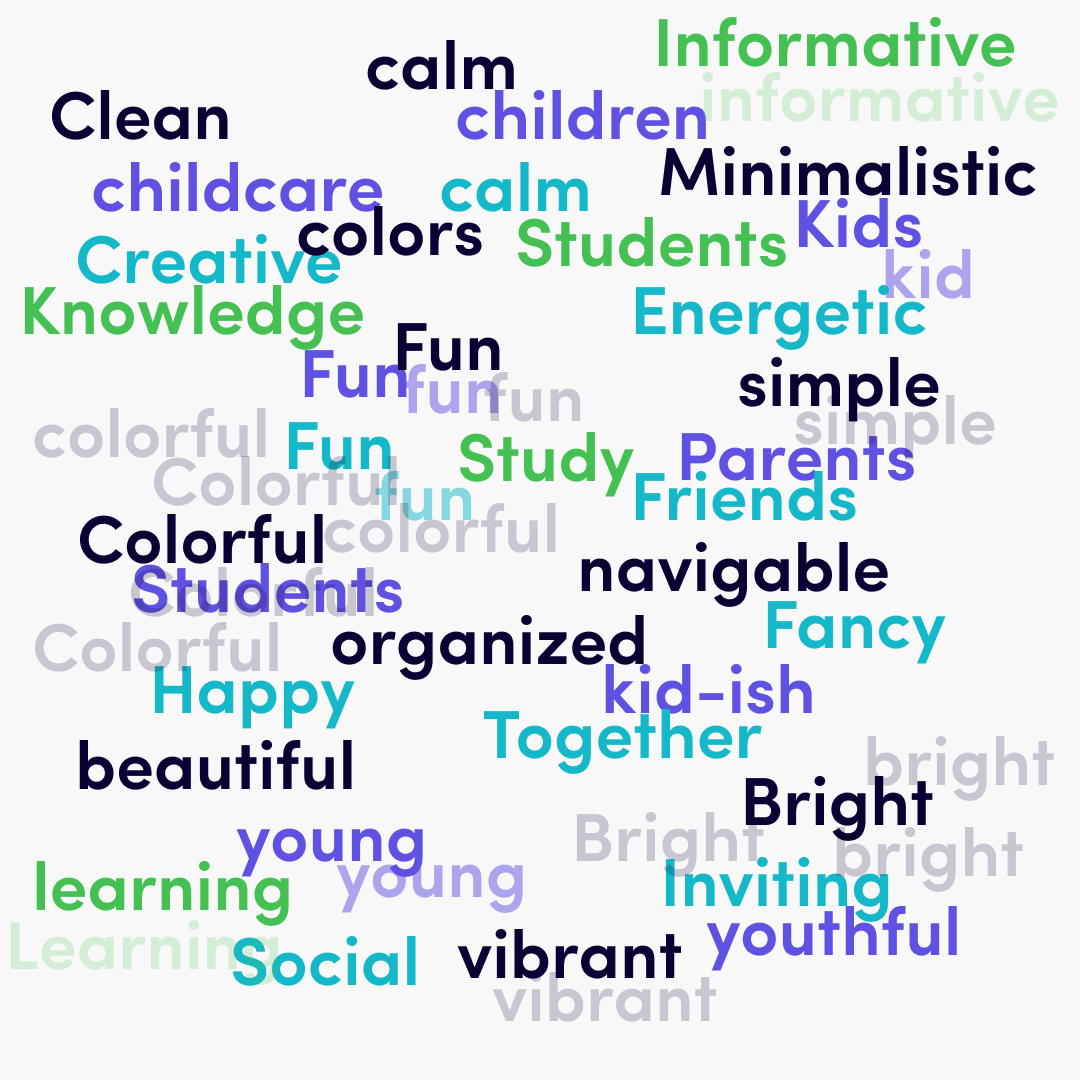 Informative
calm
informative
Clean
children
Minimalistic
childcare
calm
Kids
colors
Students
Creative
kid
Knowledge
Energetic
Fun
Fun
fun
fun
simple
simple
colorful
Fun
Study
Parents
Colorful
fun
Friends
colorful
Colorful
navigable
Students
Colorful
Fancy
organized
Colorful
Happy
kid-ish
Together
beautiful
bright
Bright
young
Bright
bright
learning
young
Inviting
youthful
Learning
Social
vibrant
vibrant